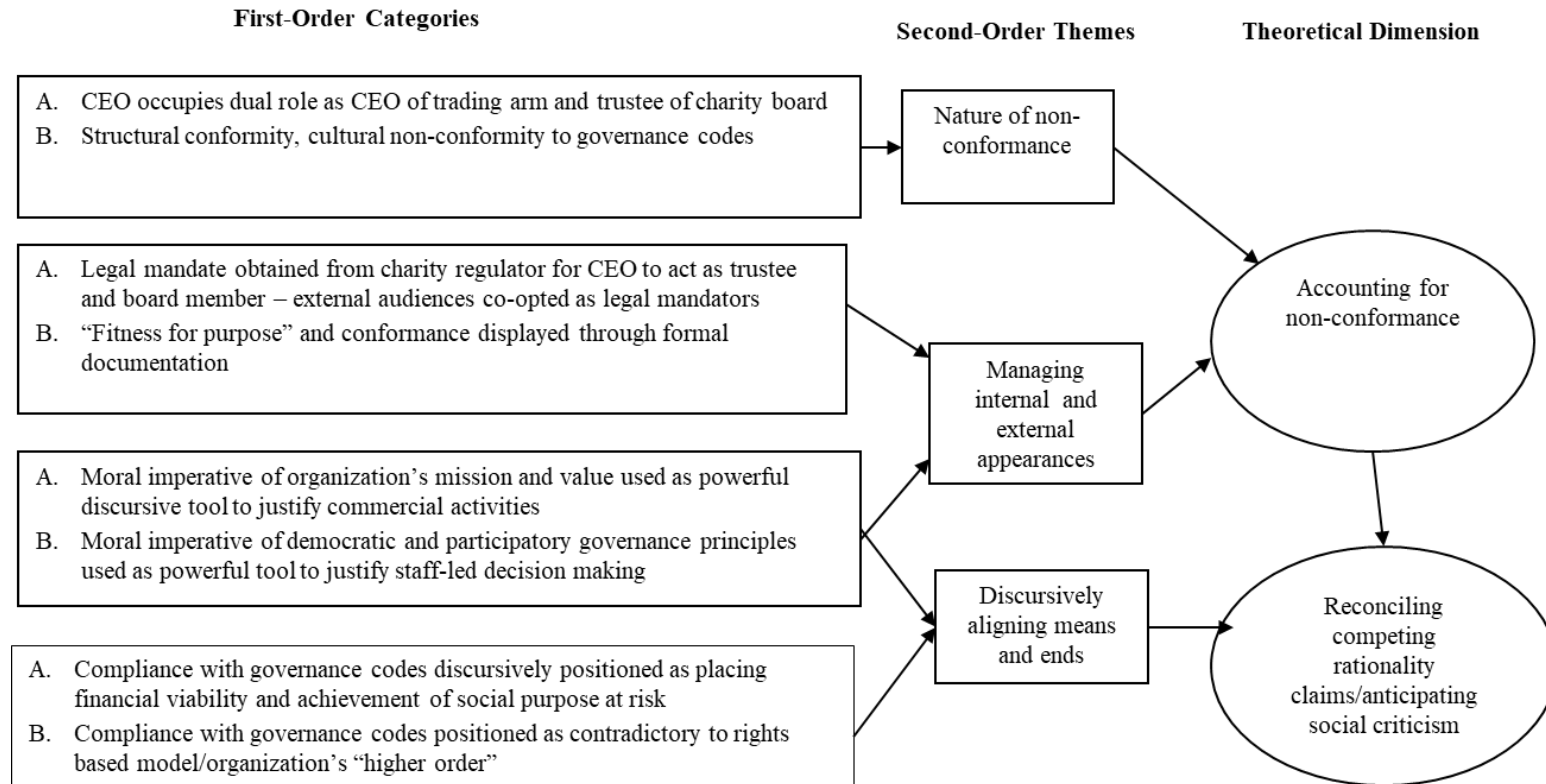 First-Order Categories
Second-Order Themes
Theoretical Dimension
A. CEO occupies dual role as CEO of trading arm and trustee of charity board
B. Structural conformity, cultural non-conformity to governance codes
Nature of non-
conformance
A. Legal mandate obtained from charity regulator for CEO to act as trustee
and board member – external audiences co-opted as legal mandators
B. “Fitness for purpose” and conformance displayed through formal
documentation
Managing
internal and
external
appearances
Accounting for
non-conformance
A. Moral imperative of organization’s mission and value used as powerful
discursive tool to justify commercial activities
B. Moral imperative of democratic and participatory governance principles
used as powerful tool to justify staff-led decision making
Discursively
aligning means
and ends
Reconciling
competing
rationality
claims/anticipating
social criticism
A. Compliance with governance codes discursively positioned as placing
financial viability and achievement of social purpose at risk
B. Compliance with governance codes positioned as contradictory to rights
based model/organization’s “higher order”